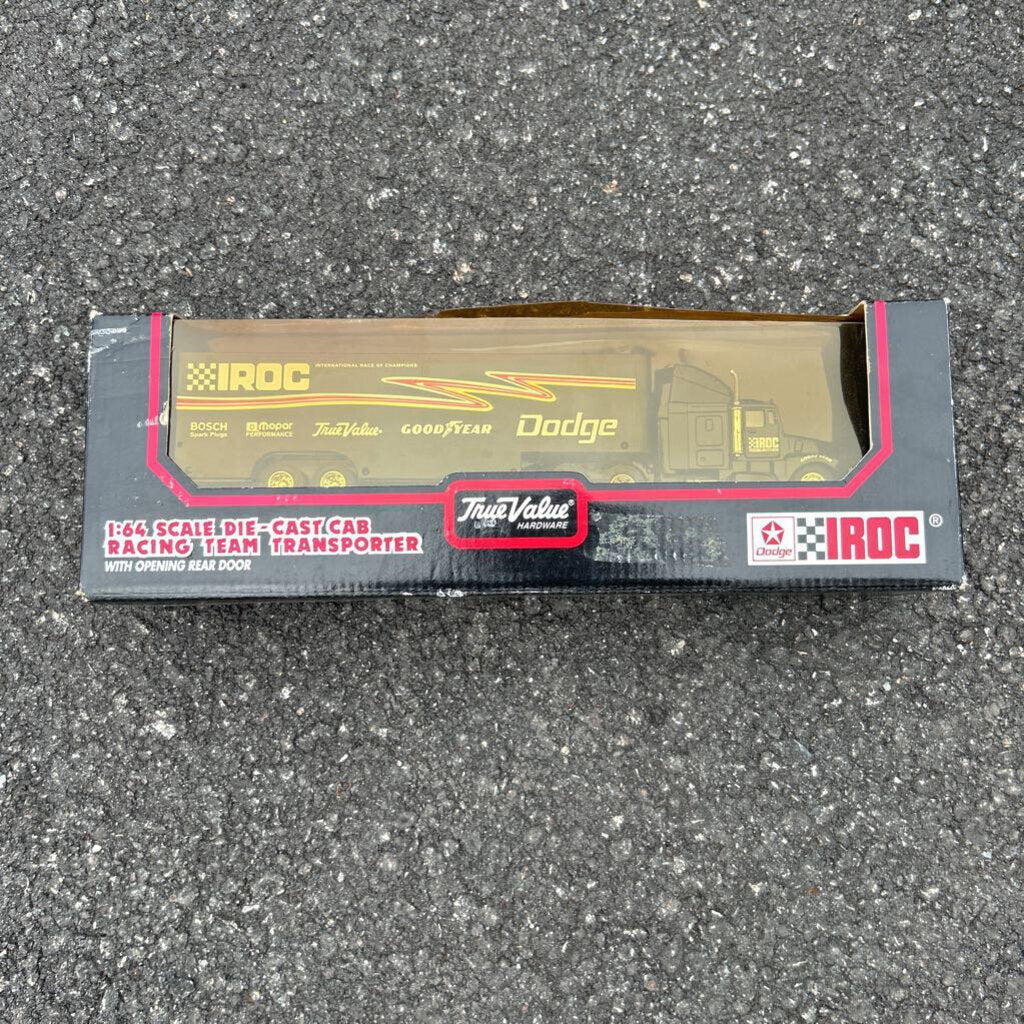 IROC INTERNATIONAL RACE OF CHAMPIONS
BOSCH
Spark Plugs
Mopar
PERFORMANCE
True Value
GOODYEAR
Dodge
IROC
True Value®
HARDWARE
1:64 SCALE DIE-CAST CAB
RACING TEAM TRANSPORTER
WITH OPENING REAR DOOR
Dodge
IROC®